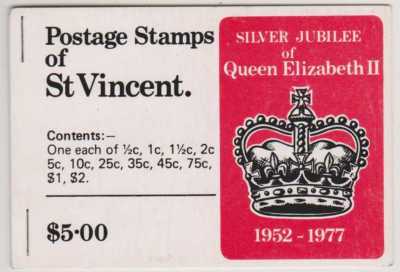 Postage Stamps
of
St Vincent.
Contents:—
One each of ½c, 1c, 1½c, 2c
5c, 10c, 25c, 35c, 45c, 75c,
$1, $2.
$5·00
SILVER JUBILEE
of
Queen Elizabeth II
1952 - 1977